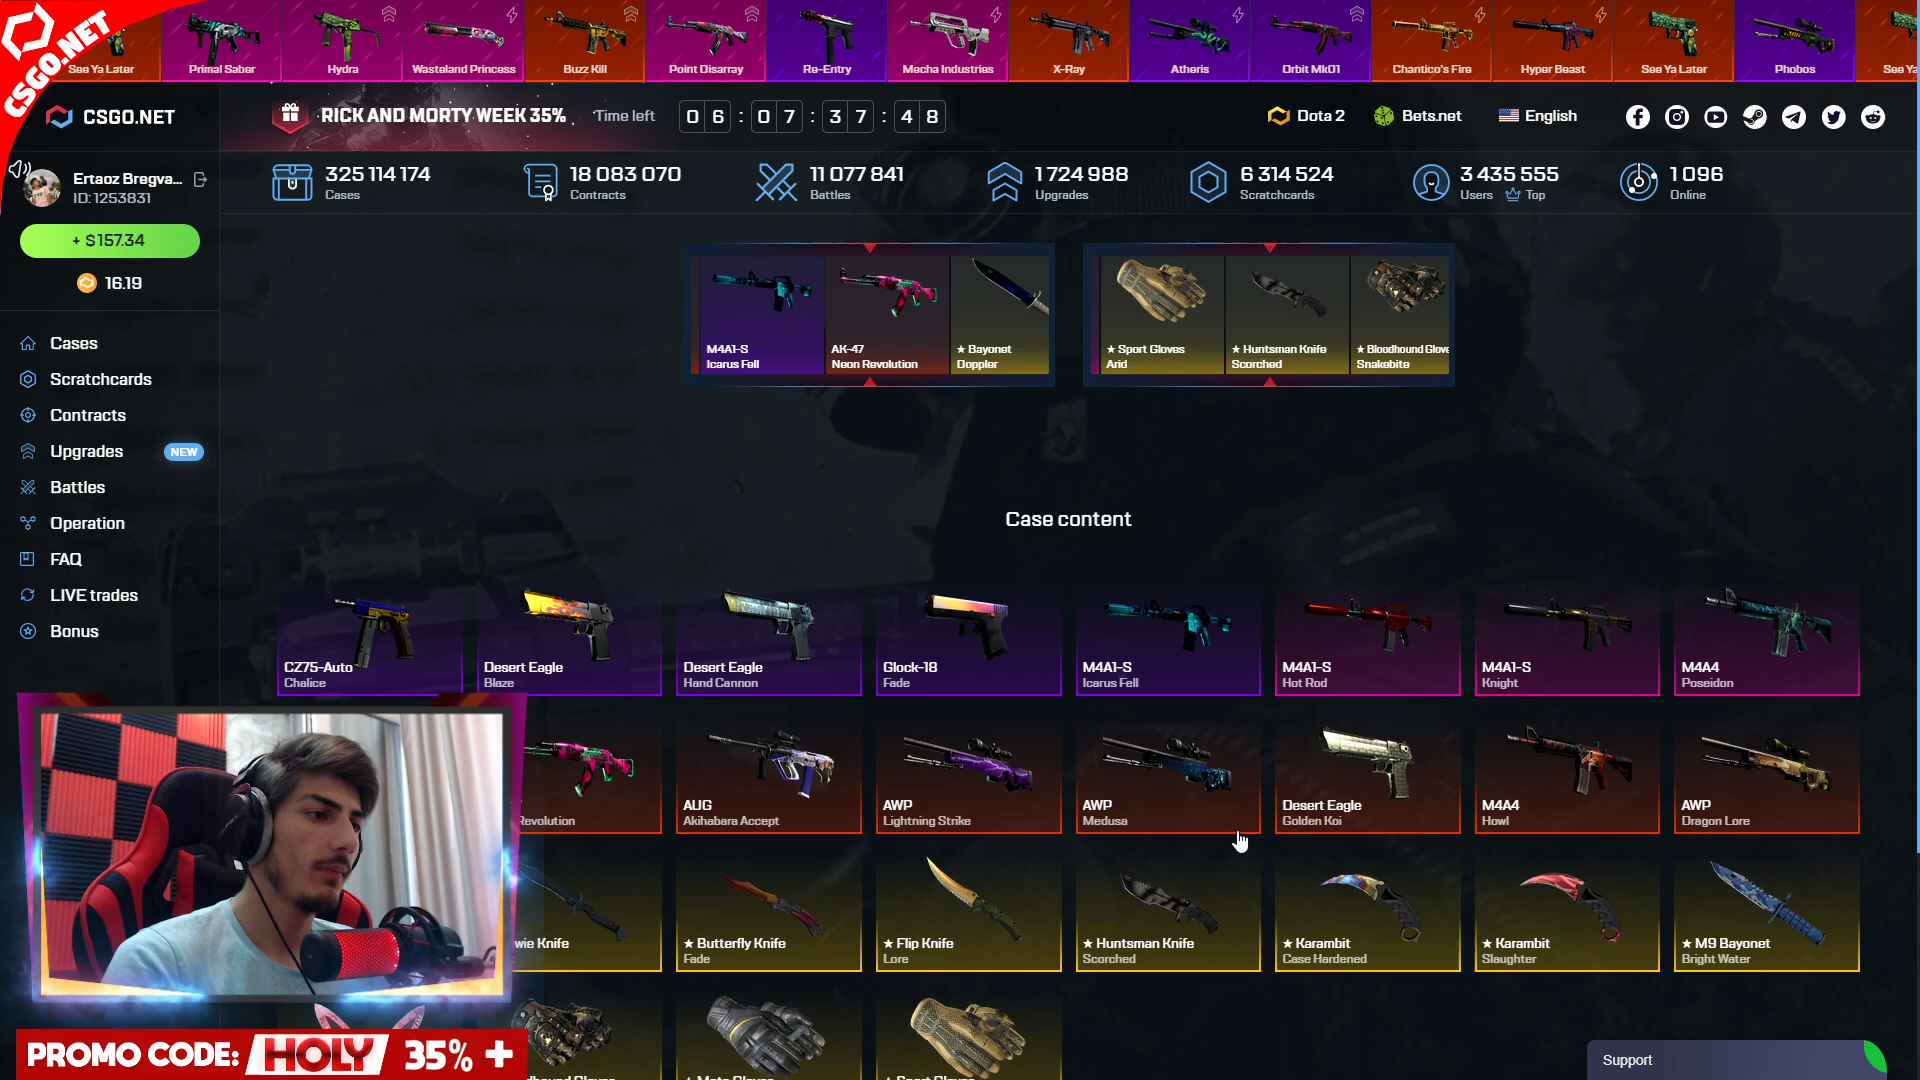 CSGO.NET
See Ya Later
Primal Saber
Hydra
Wasteland Princess
Buzz Kill
Point Disarray
Re-Entry
Mecha Industries
X-Ray
Atheris
Orbit Mk01
Chantico's Fire
Hyper Beast
See Ya Later
Phobos
See Ya
CSGO.NET
RICK AND MORTY WEEK 35%
Time left
06 : 07 : 37 : 48
Dota 2
Bets.net
English
Ertaoz Bregva...
ID: 1253831
+ $157.34
16.19
325 114 174
Cases
18 083 070
Contracts
11 077 841
Battles
1 724 988
Upgrades
6 314 524
Scratchcards
3 435 555
Users Top
1 096
Online
Cases
Scratchcards
Contracts
Upgrades NEW
Battles
Operation
FAQ
LIVE trades
Bonus
M4A1-S
Icarus Fell
AK-47
Neon Revolution
★ Bayonet
Doppler
★ Sport Gloves
Arid
★ Huntsman Knife
Scorched
★ Bloodhound Glove
Snakebite
Case content
CZ75-Auto
Chalice
Desert Eagle
Blaze
Desert Eagle
Hand Cannon
Glock-18
Fade
M4A1-S
Icarus Fell
M4A1-S
Hot Rod
M4A1-S
Knight
M4A4
Poseidon
Revolution
AUG
Akihabara Accept
AWP
Lightning Strike
AWP
Medusa
Desert Eagle
Golden Koi
M4A4
Howl
AWP
Dragon Lore
wie Knife
★ Butterfly Knife
Fade
★ Flip Knife
Lore
★ Huntsman Knife
Scorched
★ Karambit
Case Hardened
★ Karambit
Slaughter
★ M9 Bayonet
Bright Water
PROMO CODE: HOLY 35% +
Support